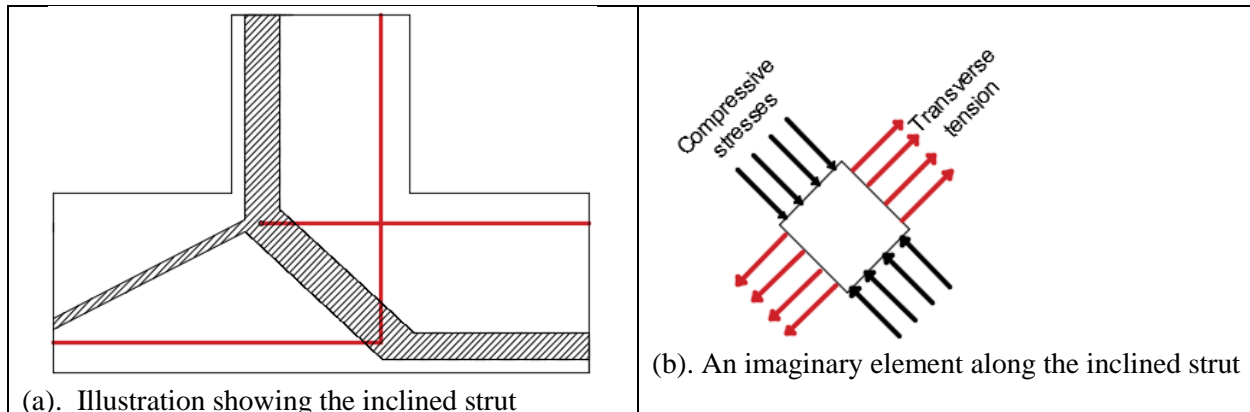 Compressive
stresses
Transverse
tension
(b). An imaginary element along the inclined strut
(a). Illustration showing the inclined strut